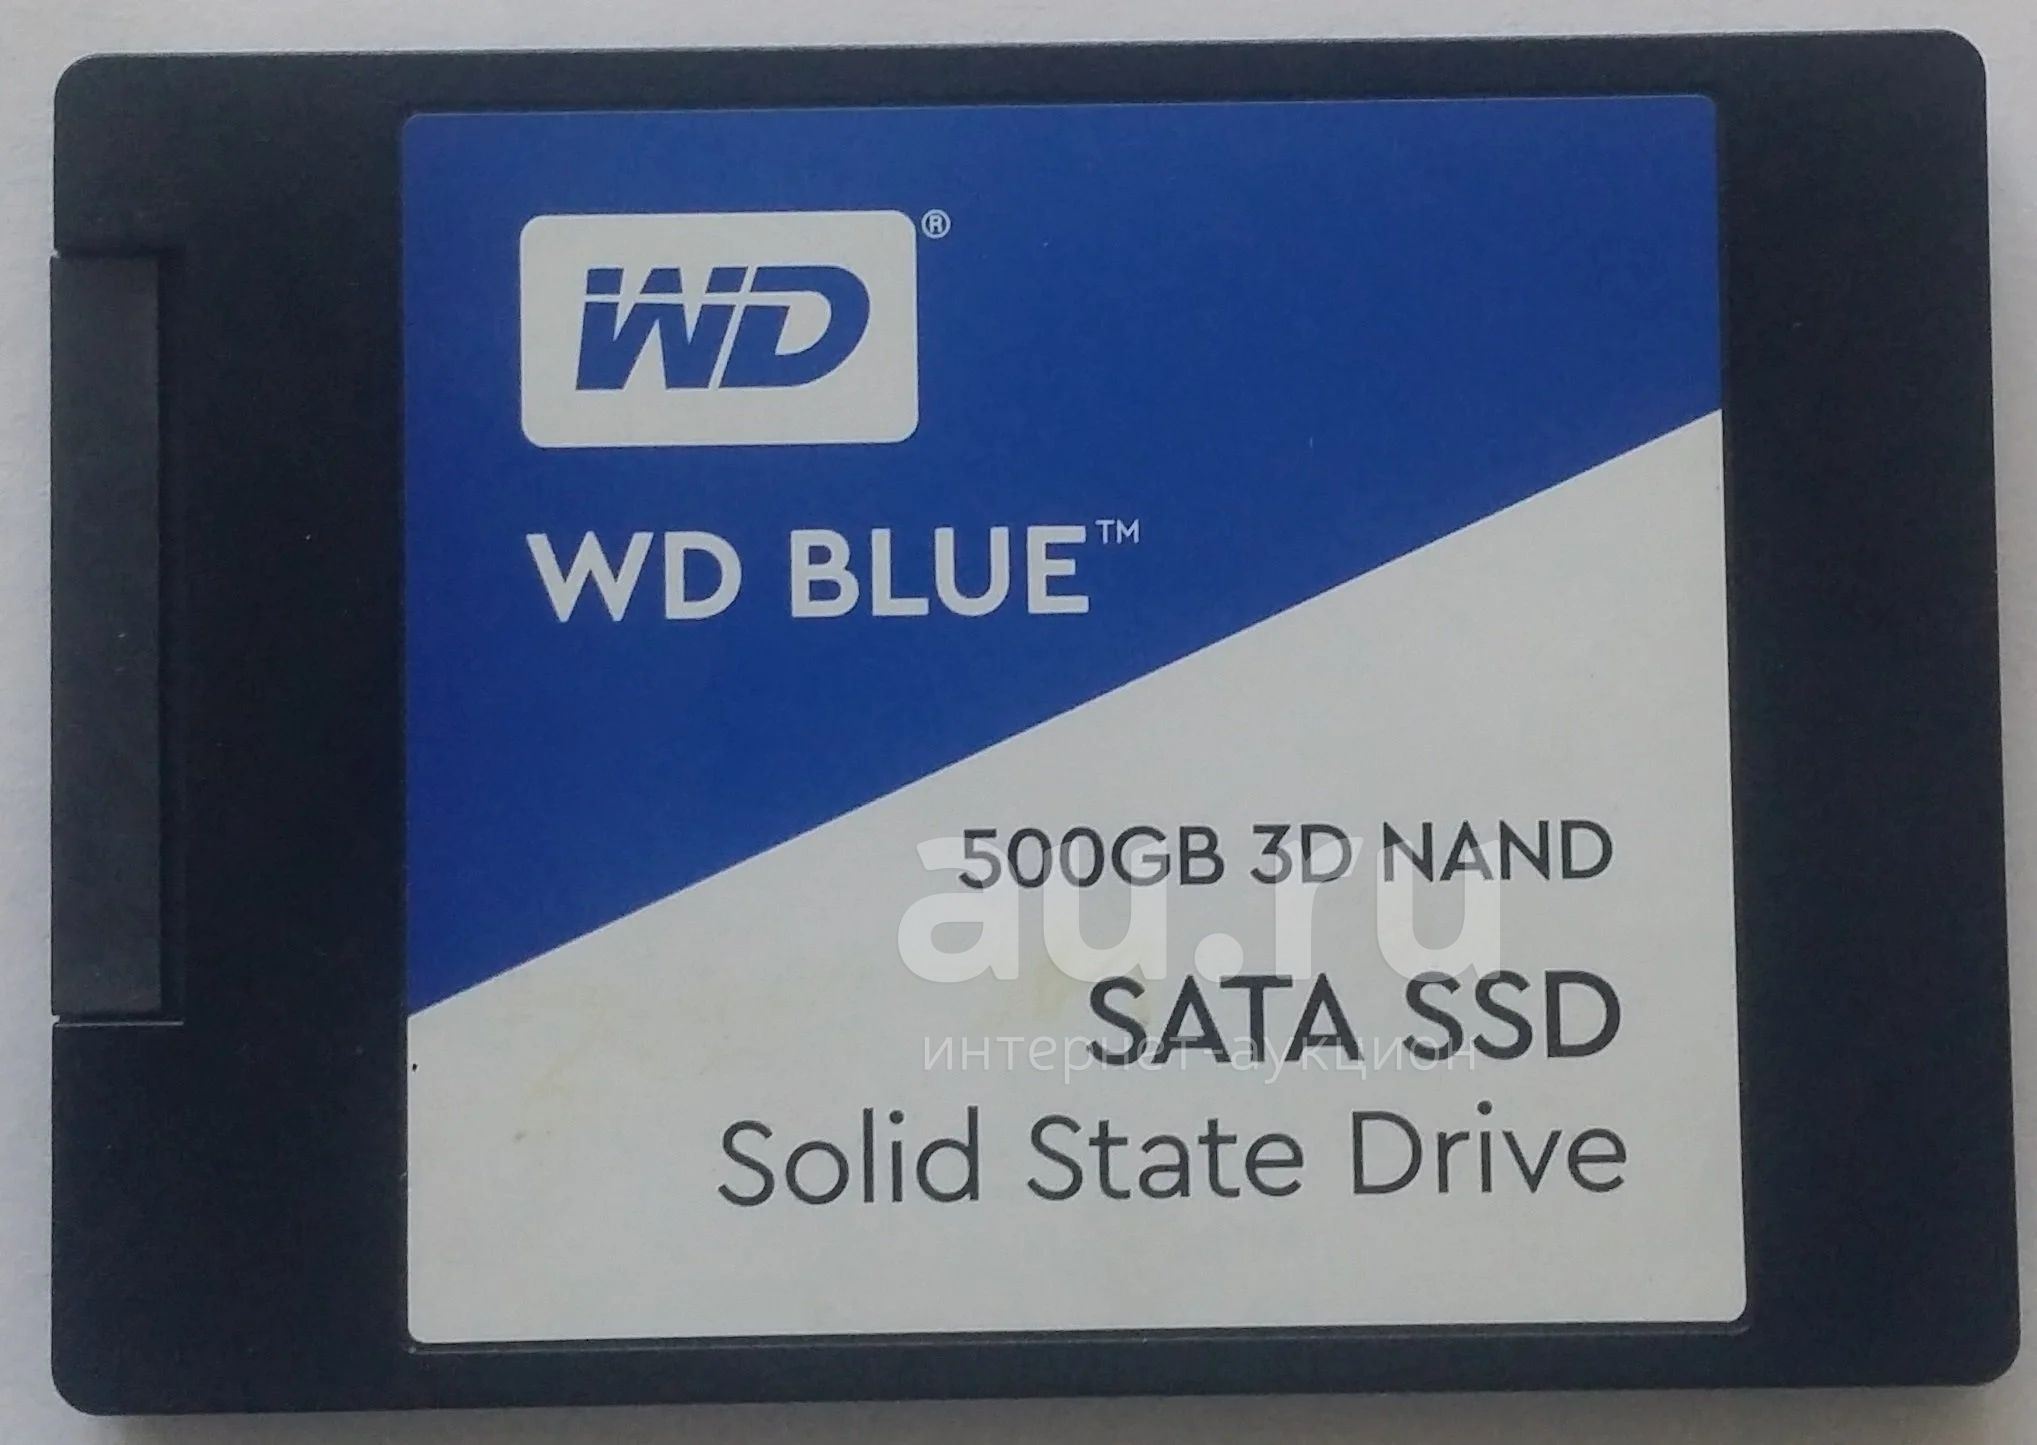 WD®
WD BLUE™
500GB 3D NAND
au.ru
SATA SSD
интернет-аукцион
Solid State Drive